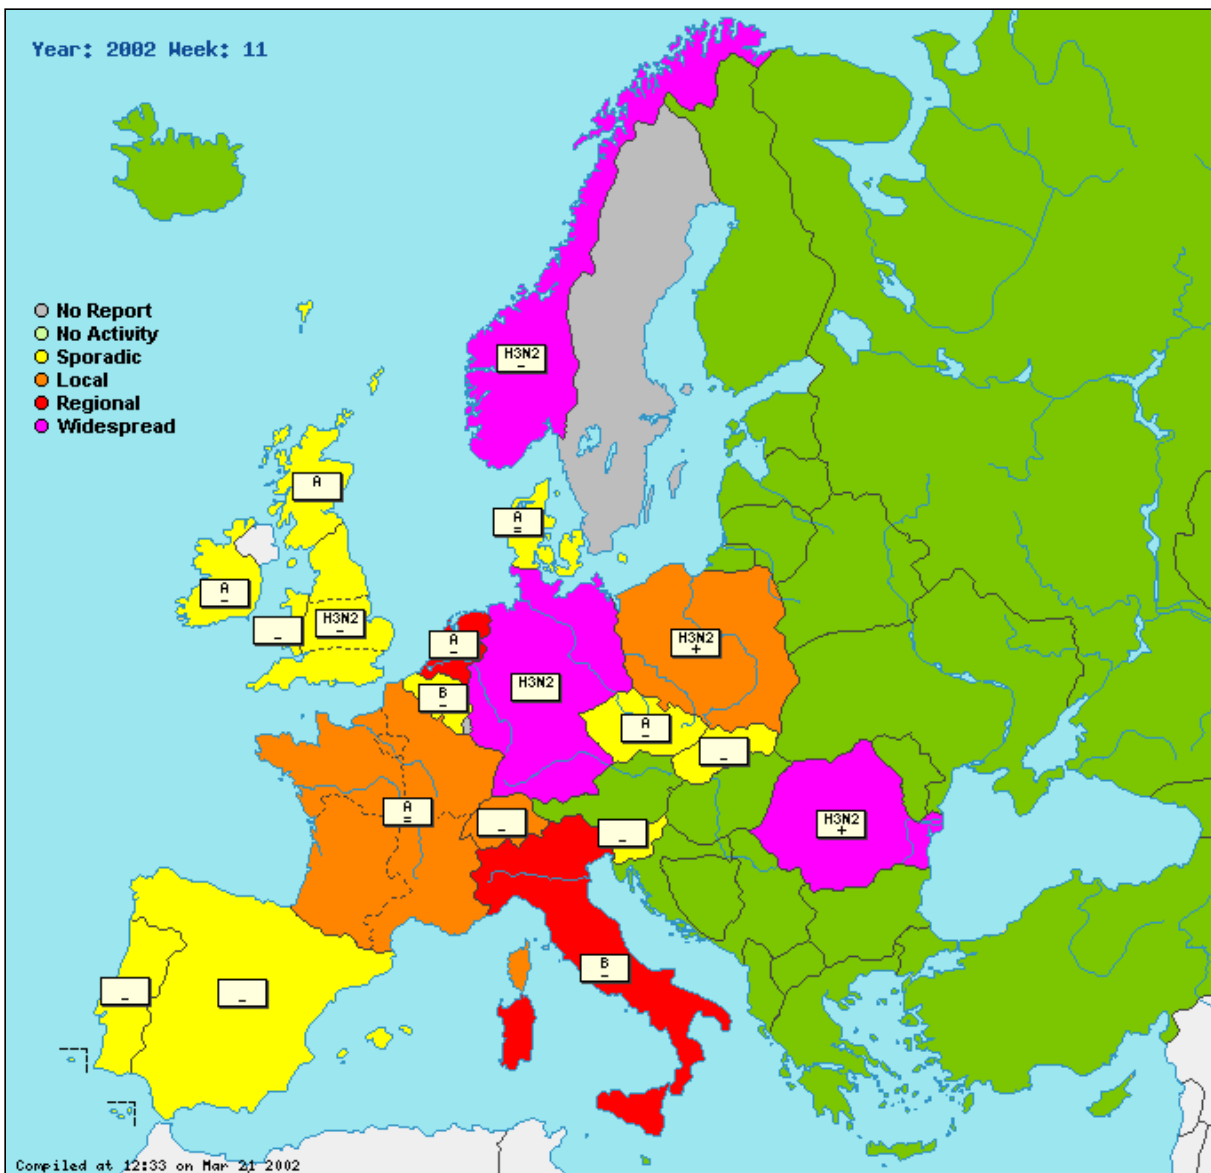 Year: 2002 Week: 11
No Report
No Activity
Sporadic
Local
Regional
Widespread
H3N2
–
A
A
=
A
–
–
H3N2
–
A
–
H3N2
+
B
–
H3N2
A
–
–
A
=
–
–
H3N2
+
B
–
–
–
Compiled at 12:33 on Mar 21 2002